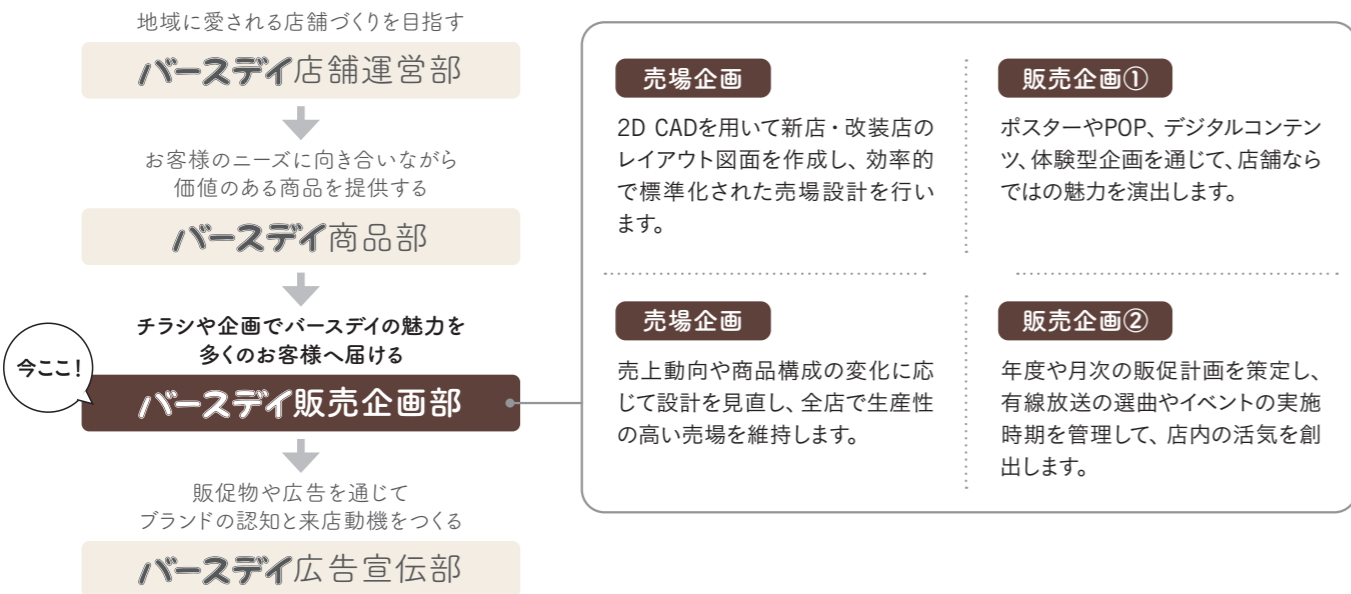 地域に愛される店舗づくりを目指す
バースデイ店舗運営部
お客様のニーズに向き合いながら
価値のある商品を提供する
バースデイ商品部
チラシや企画でバースデイの魅力を
多くのお客様へ届ける
今ここ！
バースデイ販売企画部
販促物や広告を通じて
ブランドの認知と来店動機をつくる
バースデイ広告宣伝部
売場企画
2D CADを用いて新店・改装店の
レイアウト図面を作成し、効率的
で標準化された売場設計を行い
ます。
販売企画①
ポスターやPOP、デジタルコンテン
ツ、体験型企画を通じて、店舗なら
ではの魅力を演出します。
売場企画
売上動向や商品構成の変化に応
じて設計を見直し、全店で生産性
の高い売場を維持します。
販売企画②
年度や月次の販促計画を策定し、
有線放送の選曲やイベントの実施
時期を管理して、店内の活気を創
出します。